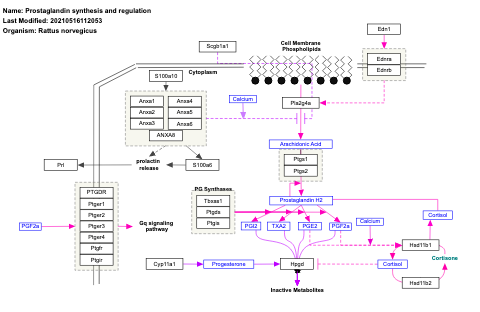 Name: Prostaglandin synthesis and regulation
Last Modified: 20210516112053
Organism: Rattus norvegicus
Edn1
Scgb1a1
Cell Membrane
Phospholipids
Ednra
Ednrb
Cytoplasm
S100a10
Calcium
Pla2g4a
Anxa1
Anxa4
Anxa2
Anxa5
Anxa3
Anxa6
ANXA8
Arachidonic Acid
Ptgs1
Ptgs2
Prl
prolactin
release
S100a6
PG Synthases
Tbxas1
Ptgds
Ptgis
Prostaglandin H2
PTGDR
Ptger1
Ptger2
Ptger3
Ptger4
Ptgfr
Ptgir
PGF2a
Gq signaling
pathway
PGI2
TXA2
PGE2
PGF2a
Calcium
Cortisol
Hsd11b1
Cortisone
Cyp11a1
Progesterone
Hpgd
Cortisol
Hsd11b2
Inactive Metabolites